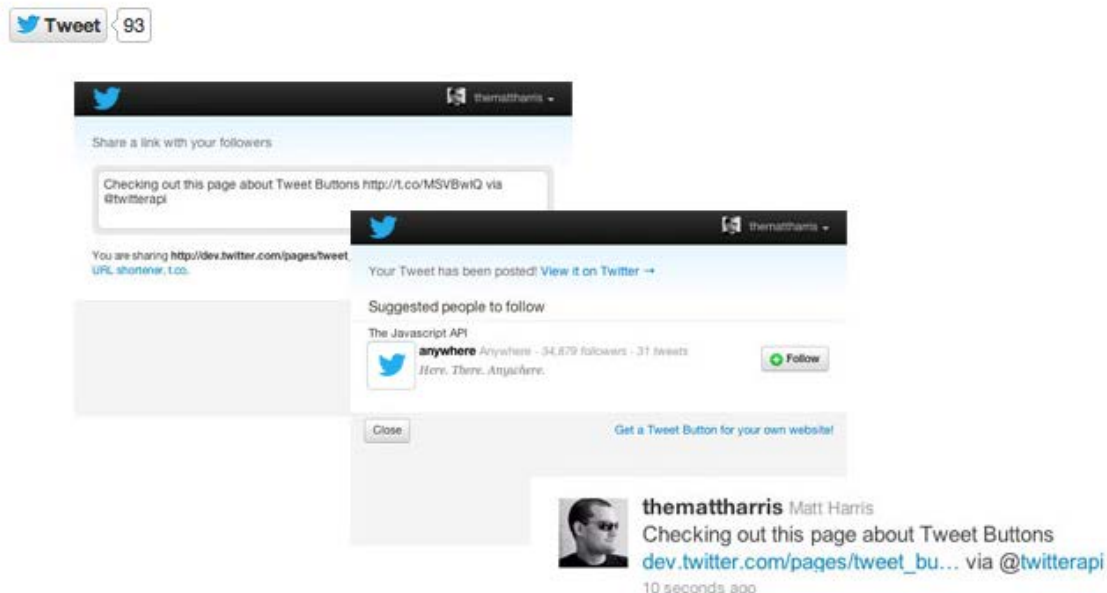 Tweet 93
themattharris
Share a link with your followers
Checking out this page about Tweet Buttons http://t.co/MSVBwIQ via
@twitterapi
You are sharing http://dev.twitter.com/pages/tweet_
URL shortener, t.co.
themattharris
Your Tweet has been posted! View it on Twitter →
Suggested people to follow
The Javascript API
anywhere Anywhere - 34,879 followers - 31 tweets
Here. There. Anywhere.
Follow
Close
Get a Tweet Button for your own website!
themattharris Matt Harris
Checking out this page about Tweet Buttons
dev.twitter.com/pages/tweet_bu... via @twitterapi
10 seconds ago